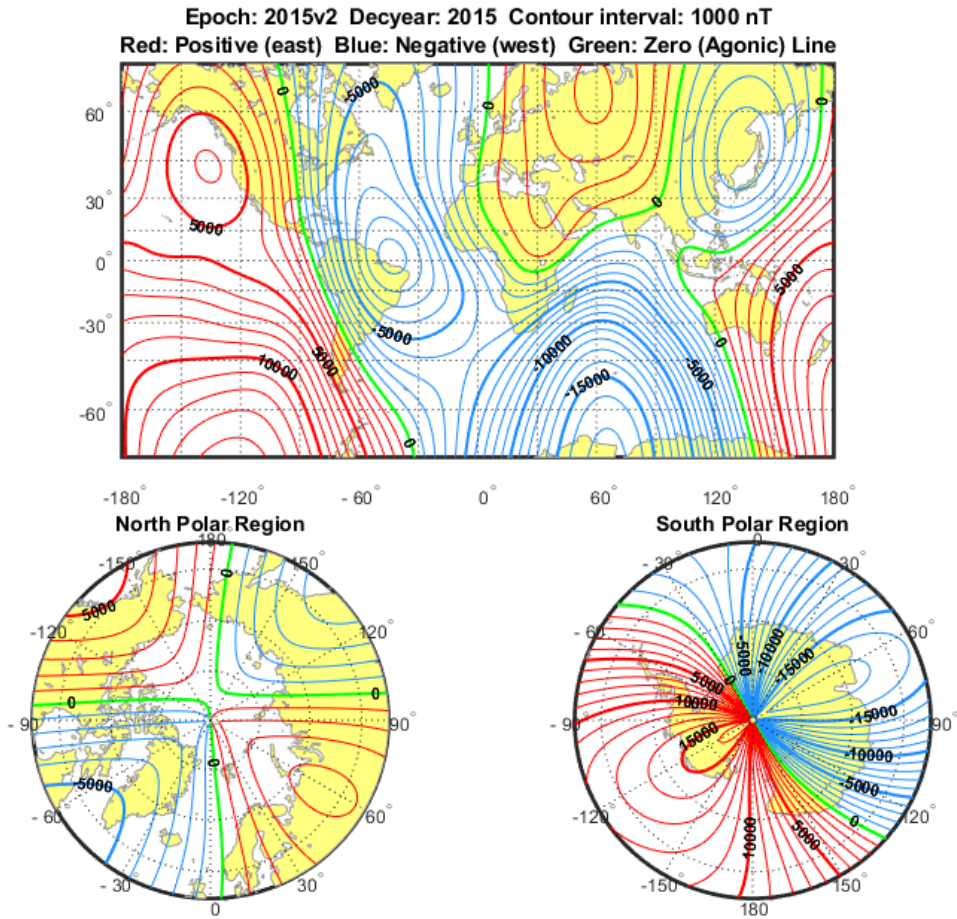 Epoch: 2015v2 Decyear: 2015 Contour interval: 1000 nT
Red: Positive (east) Blue: Negative (west) Green: Zero (Agonic) Line
0 -5000 0 0
60°
30° 0
5000
0° 5000
-30° -5000 0
10000 5000 -10000 -15000 -5000
-60°
0
-180° -120° - 60° 0° 60° 120° 180°
North Polar Region South Polar Region
180 0
-150 0 150 - 30 30
5000
-120 120 - 60 60
-5000 -10000 -15000
5000 0
0 0 10000
- 90 90 - 90 90
-15000
0 15000 -10000
-5000 -5000
- 60 60 -120 0 120
10000 5000
- 30 30 -150 150
0 180